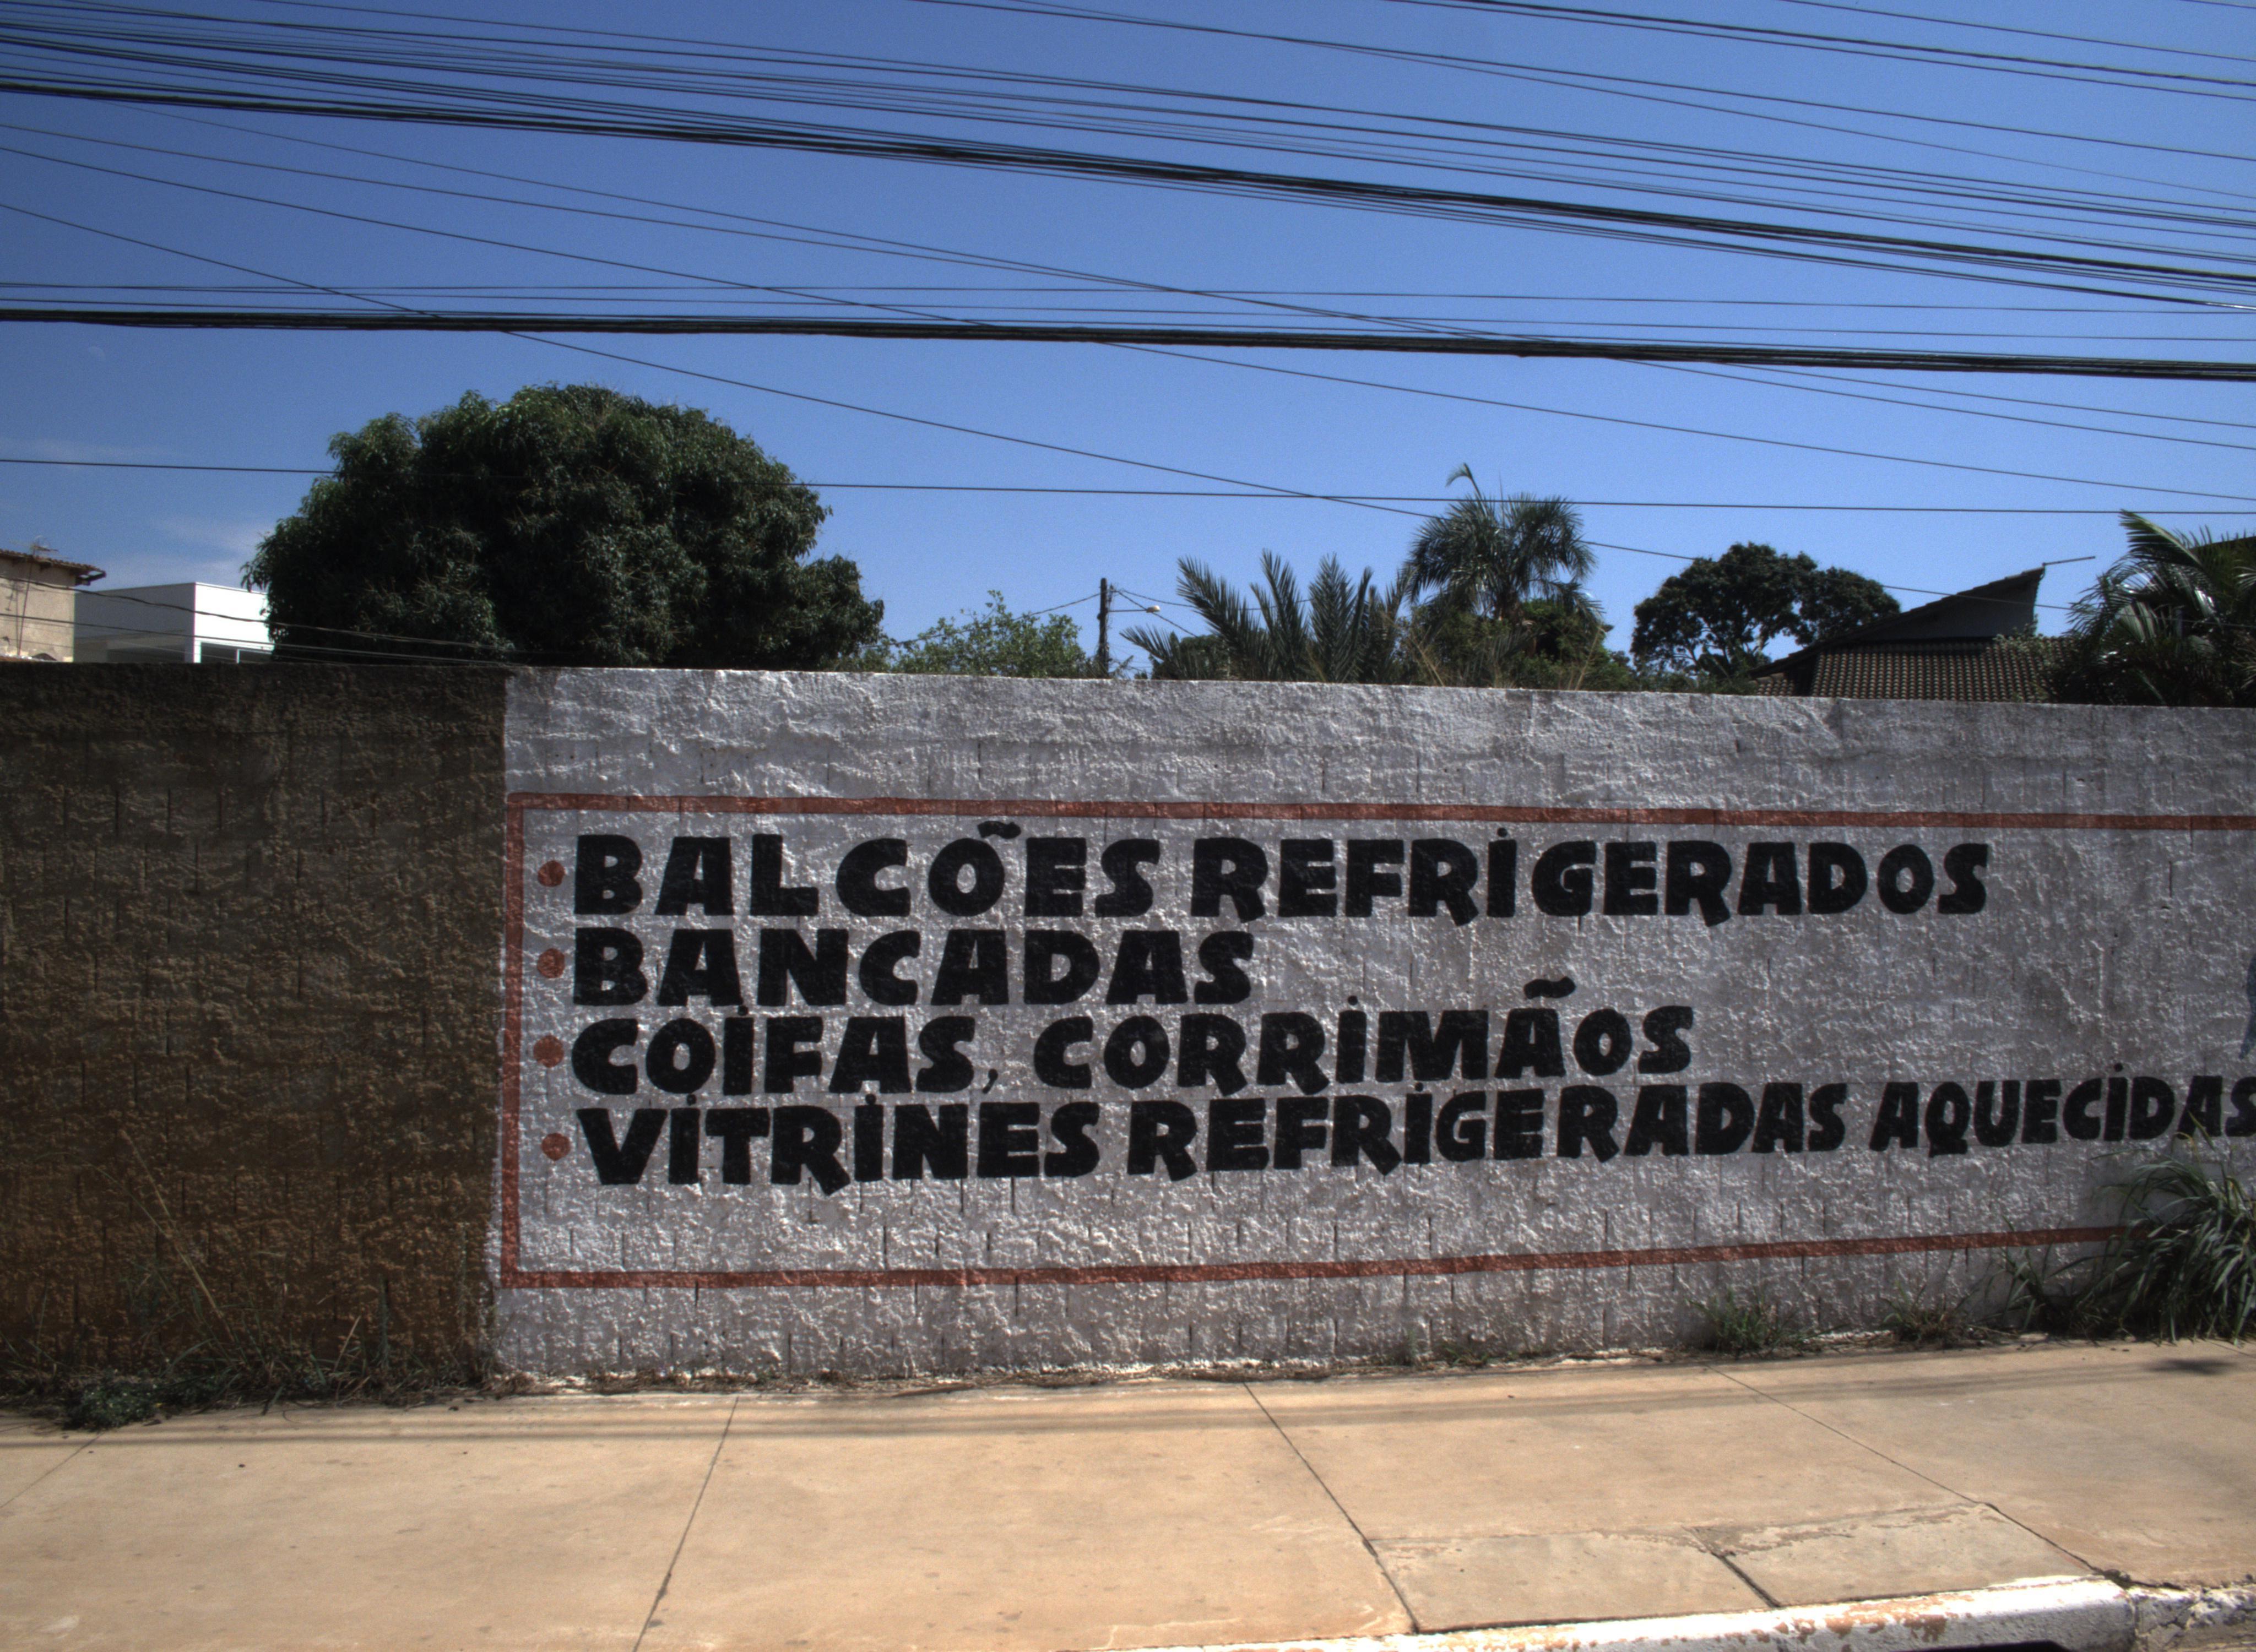 • BALCÕES REFRIGERADOS
• BANCADAS
• COIFAS, CORRIMÃOS
• VITRINES REFRIGERADAS AQUECIDAS